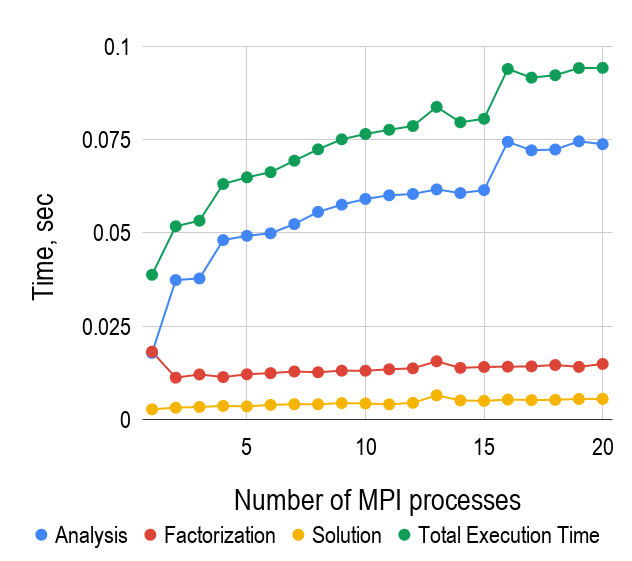 0.1
0.075
0.05
0.025
0
Time, sec
5 10 15 20
Number of MPI processes
Analysis Factorization Solution Total Execution Time